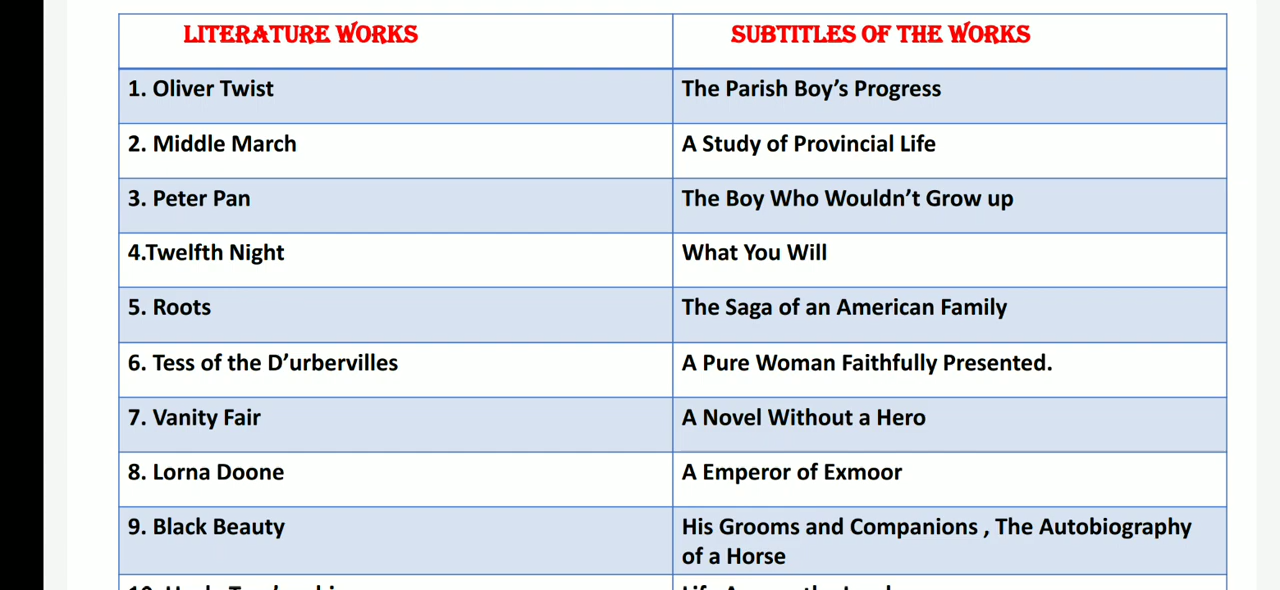 LITERATURE WORKS SUBTITLES OF THE WORKS
1. Oliver Twist The Parish Boy’s Progress
2. Middle March A Study of Provincial Life
3. Peter Pan The Boy Who Wouldn’t Grow up
4.Twelfth Night What You Will
5. Roots The Saga of an American Family
6. Tess of the D’urbervilles A Pure Woman Faithfully Presented.
7. Vanity Fair A Novel Without a Hero
8. Lorna Doone A Emperor of Exmoor
9. Black Beauty His Grooms and Companions , The Autobiography
of a Horse